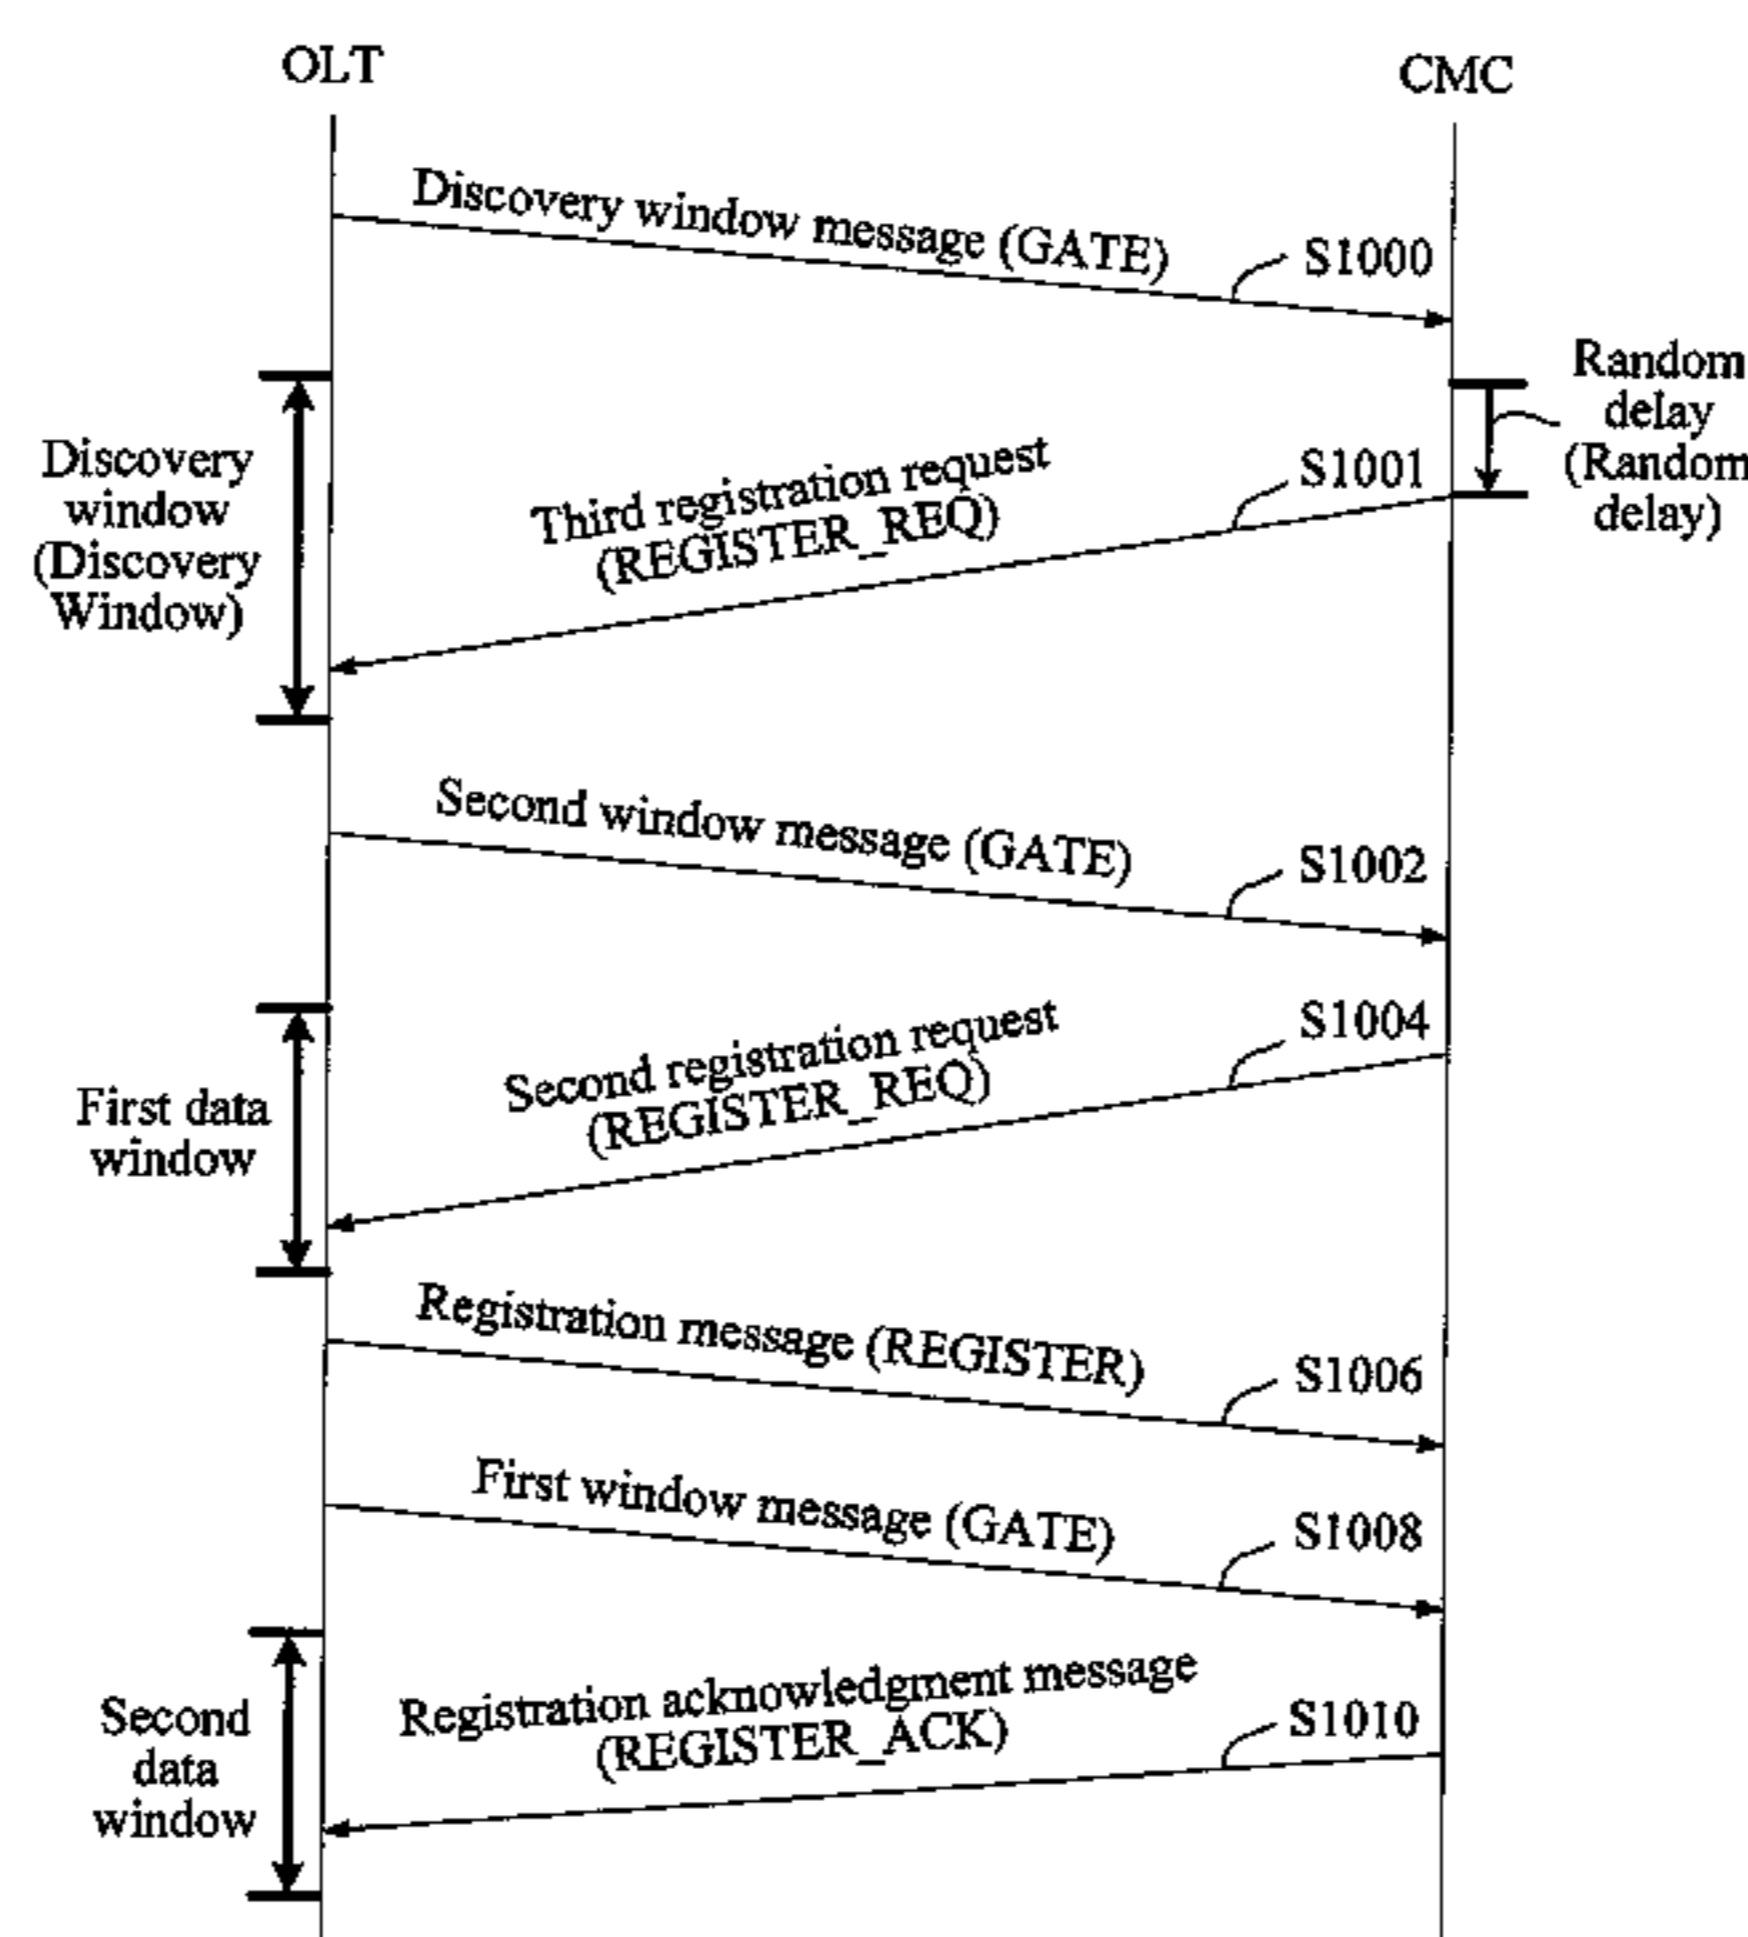 OLT
CMC
Discovery window message (GATE)
S1000
Random
delay
(Random
delay)
Discovery
window
(Discovery
Window)
Third registration request
(REGISTER_REQ)
S1001
Second window message (GATE)
S1002
First data
window
Second registration request
(REGISTER_REQ)
S1004
Registration message (REGISTER)
S1006
First window message (GATE)
S1008
Second
data
window
Registration acknowledgment message
(REGISTER_ACK)
S1010